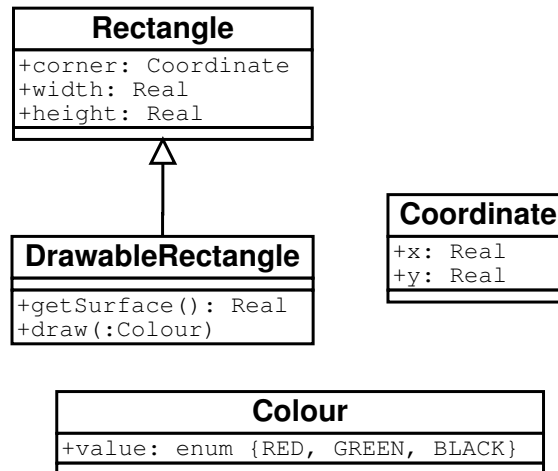 Rectangle
+corner: Coordinate
+width: Real
+height: Real
DrawableRectangle
+getSurface(): Real
+draw(:Colour)
Coordinate
+x: Real
+y: Real
Colour
+value: enum {RED, GREEN, BLACK}